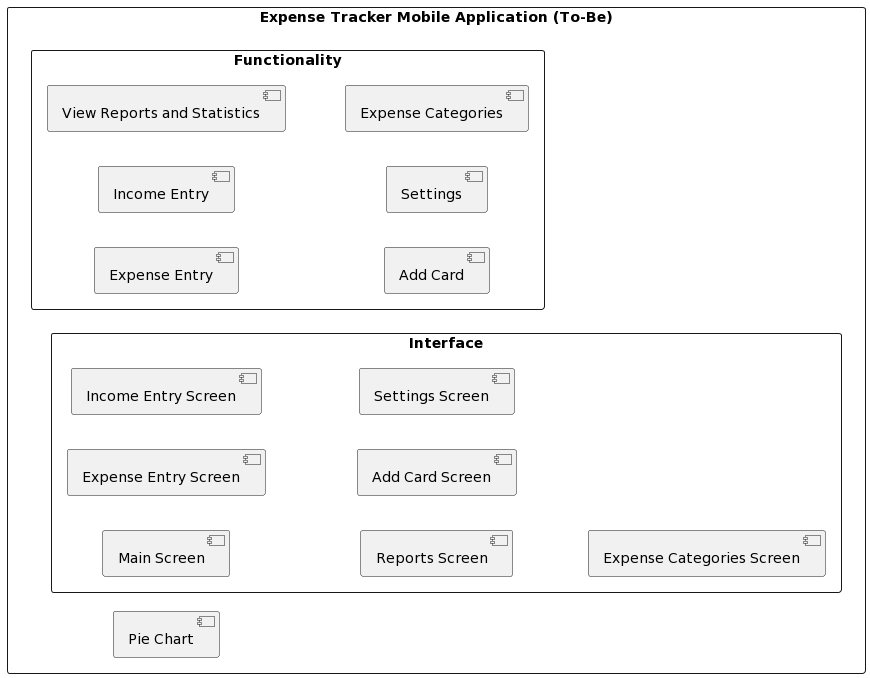 Expense Tracker Mobile Application (To-Be)
Functionality
View Reports and Statistics
Expense Categories
Income Entry
Settings
Expense Entry
Add Card
Interface
Income Entry Screen
Settings Screen
Expense Entry Screen
Add Card Screen
Main Screen
Reports Screen
Expense Categories Screen
Pie Chart